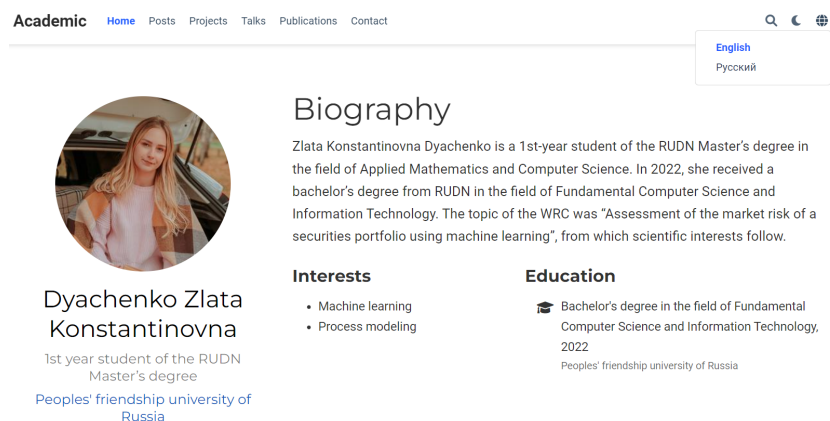 Academic Home Posts Projects Talks Publications Contact
English
Русский
Biography
Zlata Konstantinovna Dyachenko is a 1st-year student of the RUDN Master’s degree in
the field of Applied Mathematics and Computer Science. In 2022, she received a
bachelor’s degree from RUDN in the field of Fundamental Computer Science and
Information Technology. The topic of the WRC was “Assessment of the market risk of a
securities portfolio using machine learning”, from which scientific interests follow.
Dyachenko Zlata
Konstantinovna
1st year student of the RUDN
Master’s degree
Peoples' friendship university of
Russia
Interests
Machine learning
Process modeling
Education
Bachelor's degree in the field of Fundamental
Computer Science and Information Technology,
2022
Peoples' friendship university of Russia